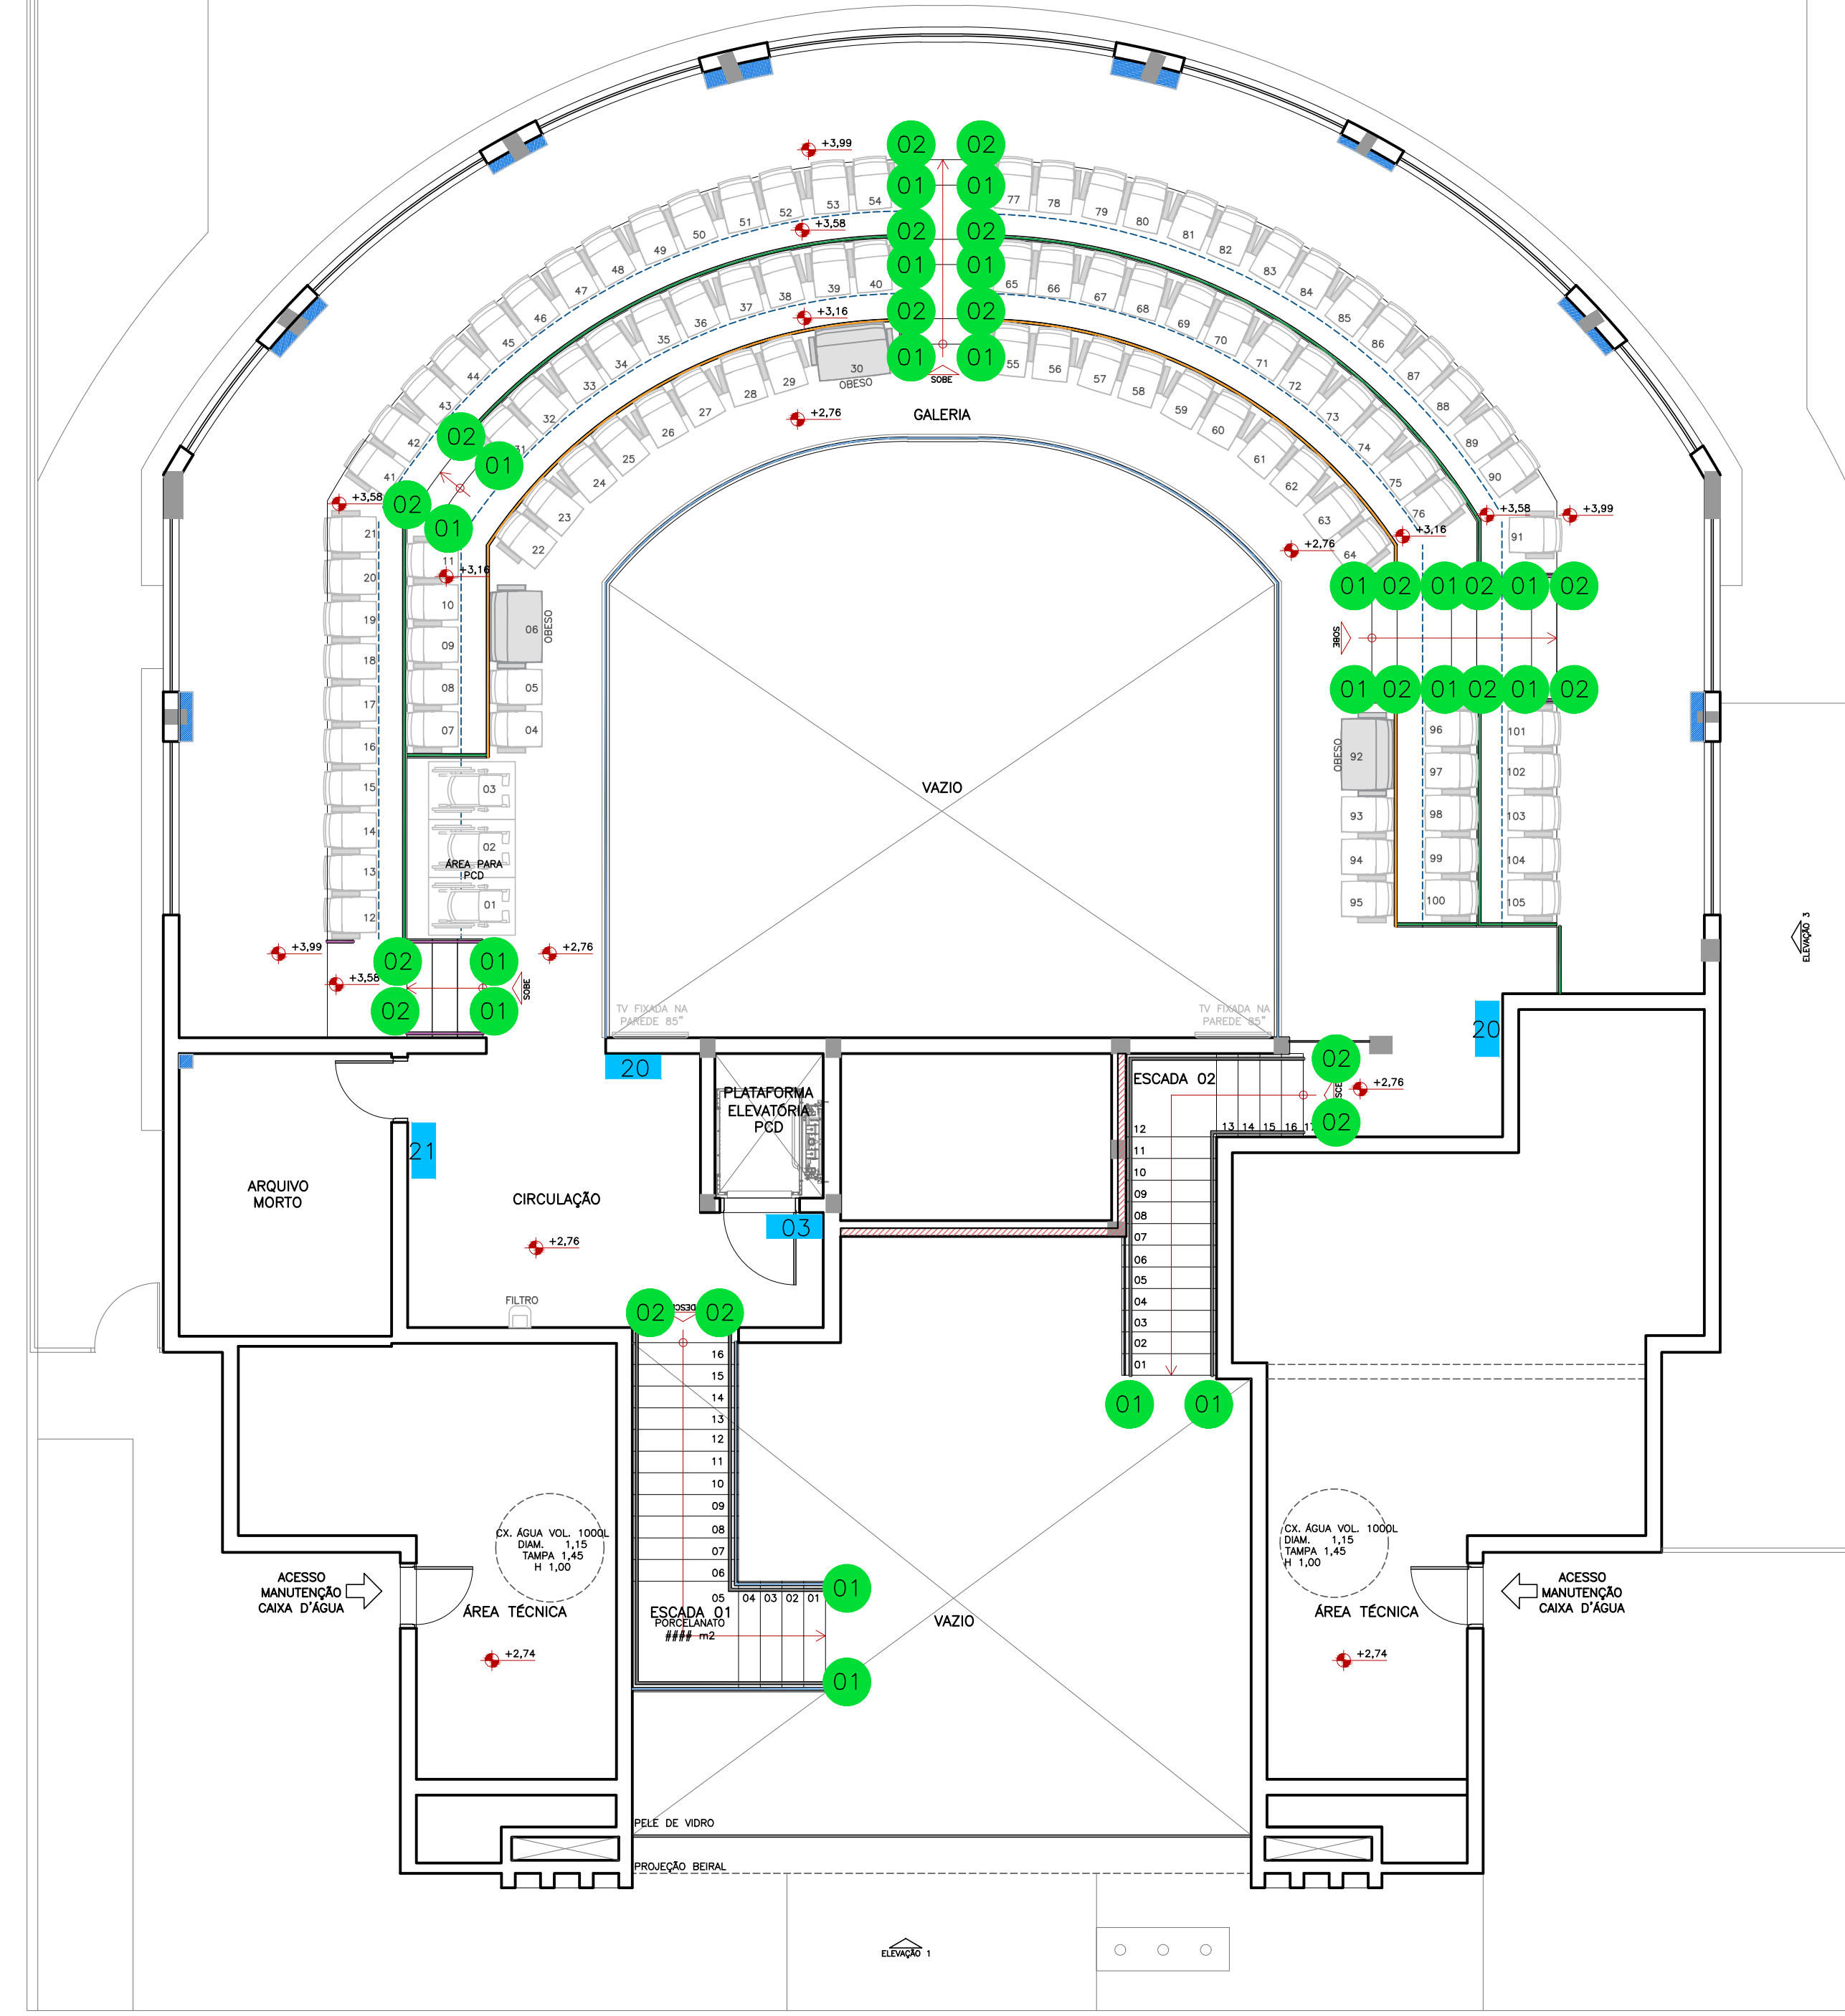 02 02
+3,99
01 01
54 77
53 78
52 79
51 80
50 81
49 82
48 83
47 84
46 85
45 86
44 87
43 88
42 89
41 90
+3,58
02 02
01 01
40 65
39 66
38 67
37 68
36 69
35 70
34 71
33 72
32 73
31 74
75
76
+3,16
02 02
01 01
30
OBESO
SOBE
29 55
28 56
27 57
26 58
25 59
24 60
23 61
22 62
63
64
+2,76
GALERIA
02
01
02
01
+3,58
+3,16
+3,58
+3,99
+3,16
+2,76
21
20
19
18
17
16
15
14
13
12
11
10
09
08
07
06
OBESO
05
04
03
02
ÁREA PARA
PCD
01
91
01 02 01 02 01 02
SOBE
01 02 01 02 01 02
OBESO
92
93
94
95
96
97
98
99
100
101
102
103
104
105
VAZIO
ELEVAÇÃO 3
+3,99
+3,58
02 01
02 01
SOBE
+2,76
TV FIXADA NA
PAREDE 85"
TV FIXADA NA
PAREDE 85"
20
20
02
+2,76
02
ESCADA 02
PLATAFORMA
ELEVATÓRIA
PCD
21
03
12
13 14 15 16
11
10
09
08
07
06
05
04
03
02
01
01 01
ARQUIVO
MORTO
CIRCULAÇÃO
+2,76
FILTRO
02 02
DESCE
16
15
14
13
12
11
10
09
08
07
06
05 04 03 02 01
01
01
ESCADA 01
PORCELANATO
#### m2
VAZIO
CX. ÁGUA VOL. 1000L
DIAM. 1,15
TAMPA 1,45
H 1,00
CX. ÁGUA VOL. 1000L
DIAM. 1,15
TAMPA 1,45
H 1,00
ACESSO
MANUTENÇÃO
CAIXA D'ÁGUA
ÁREA TÉCNICA
+2,74
ÁREA TÉCNICA
+2,74
ACESSO
MANUTENÇÃO
CAIXA D'ÁGUA
PELE DE VIDRO
PROJEÇÃO BEIRAL
ELEVAÇÃO 1